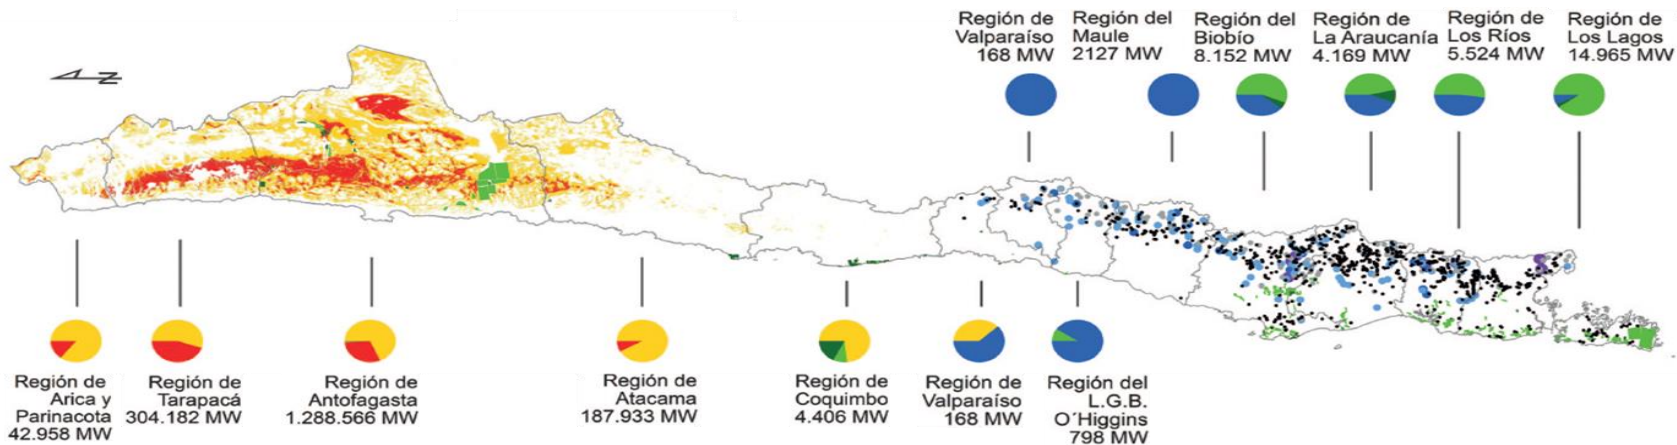 Región de
Valparaíso
168 MW
Región del
Maule
2127 MW
Región del
Biobío
8.152 MW
Región de
La Araucanía
4.169 MW
Región de
Los Ríos
5.524 MW
Región de
Los Lagos
14.965 MW
N
Región de
Arica y
Parinacota
42.958 MW
Región de
Tarapacá
304.182 MW
Región de
Antofagasta
1.288.566 MW
Región de
Atacama
187.933 MW
Región de
Coquimbo
4.406 MW
Región de
Valparaíso
168 MW
Región del
L.G.B.
O´Higgins
798 MW